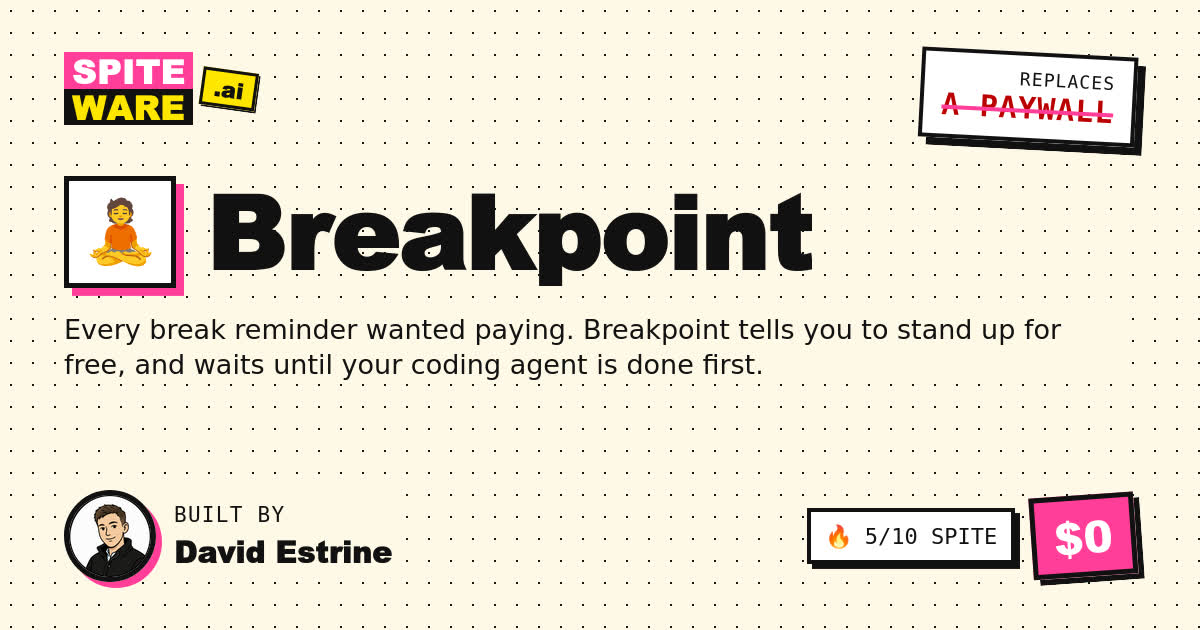 SPITE
WARE
.ai
REPLACES
A PAYWALL
Breakpoint
Every break reminder wanted paying. Breakpoint tells you to stand up for
free, and waits until your coding agent is done first.
BUILT BY
David Estrine
🔥 5/10 SPITE
$0